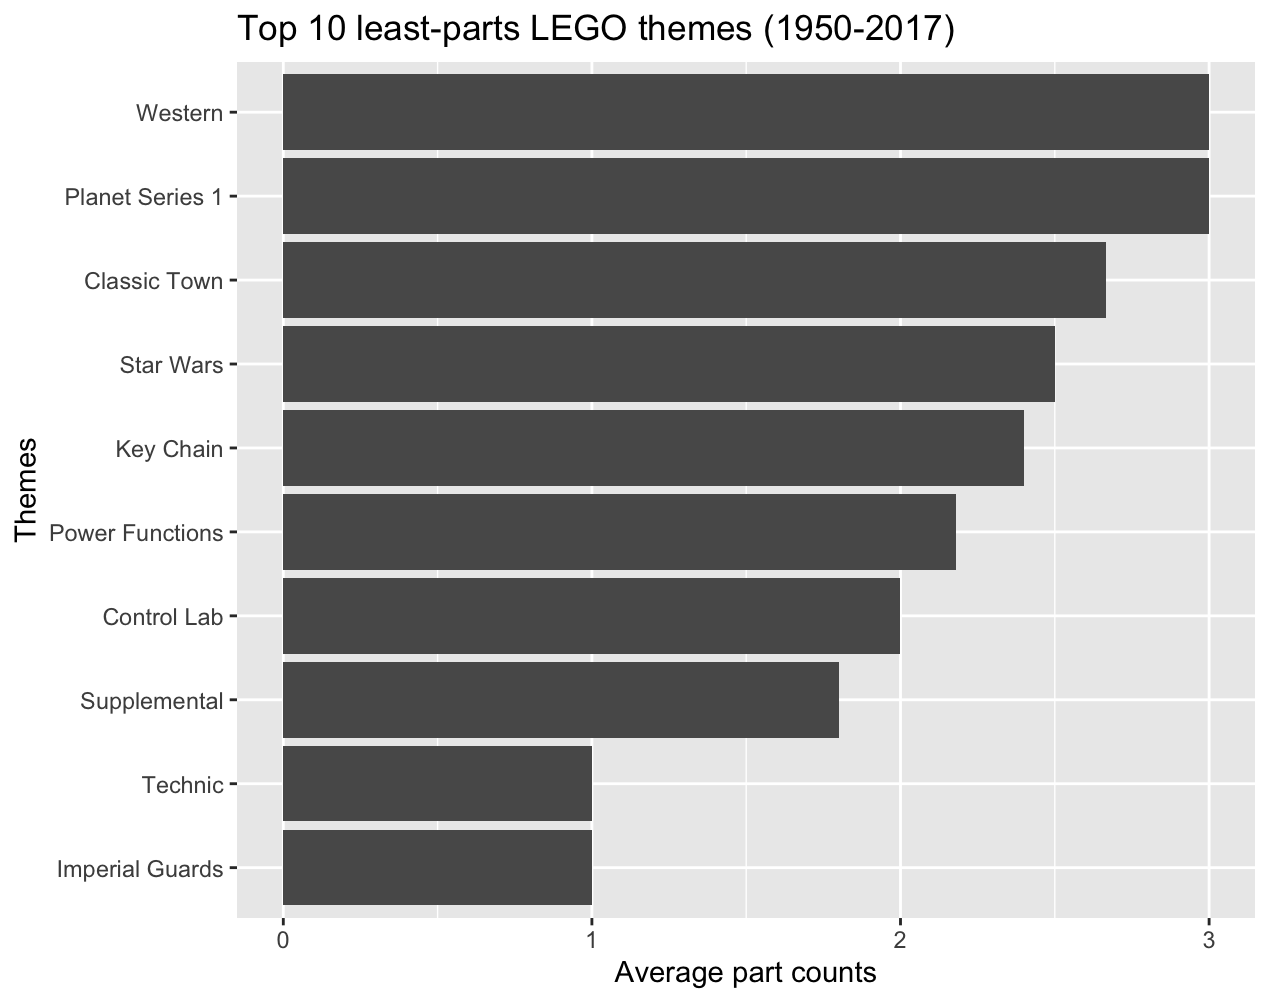 Top 10 least-parts LEGO themes (1950-2017)
Themes
Western
Planet Series 1
Classic Town
Star Wars
Key Chain
Power Functions
Control Lab
Supplemental
Technic
Imperial Guards
0 1 2 3
Average part counts